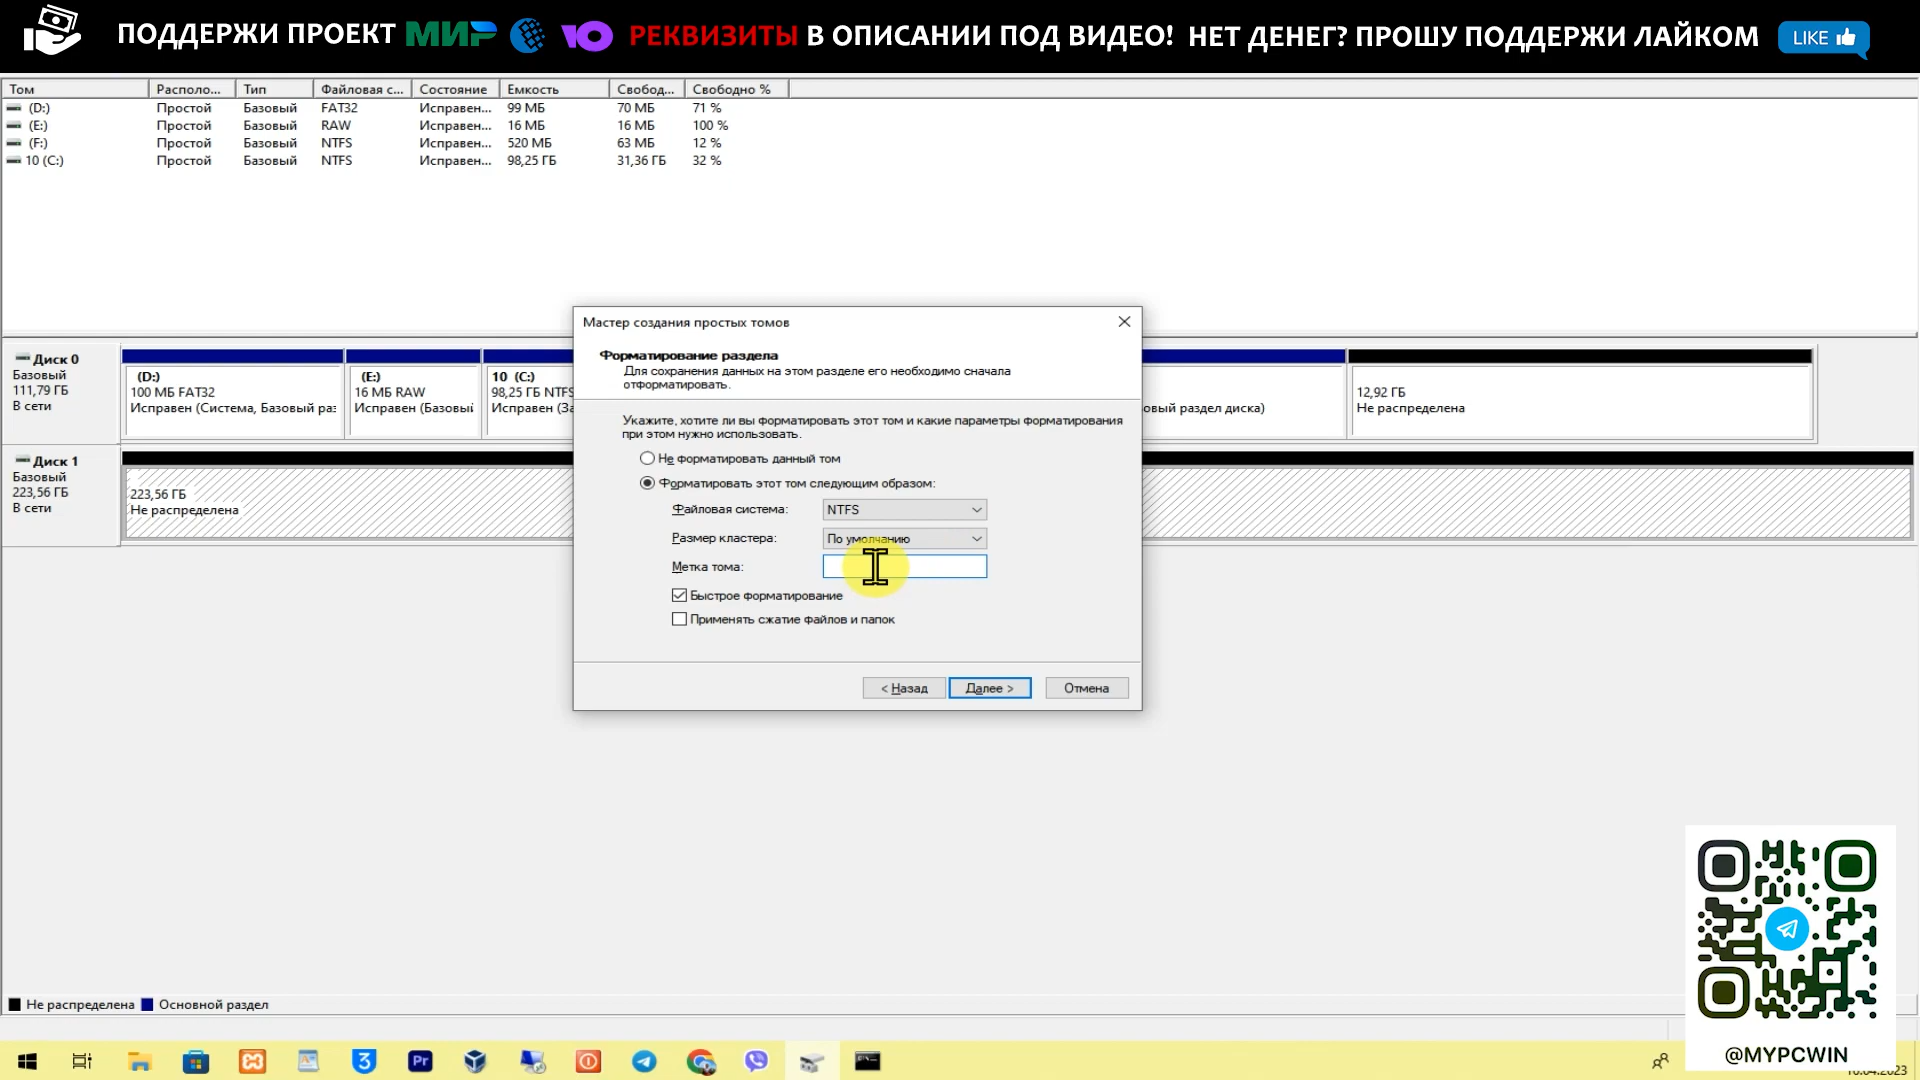 ПОДДЕРЖИ ПРОЕКТ МИР Ю РЕКВИЗИТЫ В ОПИСАНИИ ПОД ВИДЕО! НЕТ ДЕНЕГ? ПРОШУ ПОДДЕРЖИ ЛАЙКОМ LIKE
Том Располо... Тип Файловая с... Состояние Емкость Свобод... Свободно %
(D:) Простой Базовый FAT32 Исправен... 99 МБ 70 МБ 71 %
(E:) Простой Базовый RAW Исправен... 16 МБ 16 МБ 100 %
(F:) Простой Базовый NTFS Исправен... 520 МБ 63 МБ 12 %
10 (C:) Простой Базовый NTFS Исправен... 98,25 ГБ 31,36 ГБ 32 %
Диск 0
Базовый
111,79 ГБ
В сети
(D:)
100 МБ FAT32
Исправен (Система, Базовый раз
(E:)
16 МБ RAW
Исправен (Базовый
10 (C:)
98,25 ГБ NTFS
Исправен (За
овый раздел диска)
12,92 ГБ
Не распределена
Диск 1
Базовый
223,56 ГБ
В сети
223,56 ГБ
Не распределена
Мастер создания простых томов
Форматирование раздела
Для сохранения данных на этом разделе его необходимо сначала
отформатировать.
Укажите, хотите ли вы форматировать этот том и какие параметры форматирования
при этом нужно использовать.
Не форматировать данный том
Форматировать этот том следующим образом:
Файловая система: NTFS
Размер кластера: По умолчанию
Метка тома:
Быстрое форматирование
Применять сжатие файлов и папок
< Назад Далее > Отмена
Не распределена Основной раздел
3 Pr
@MYPCWIN